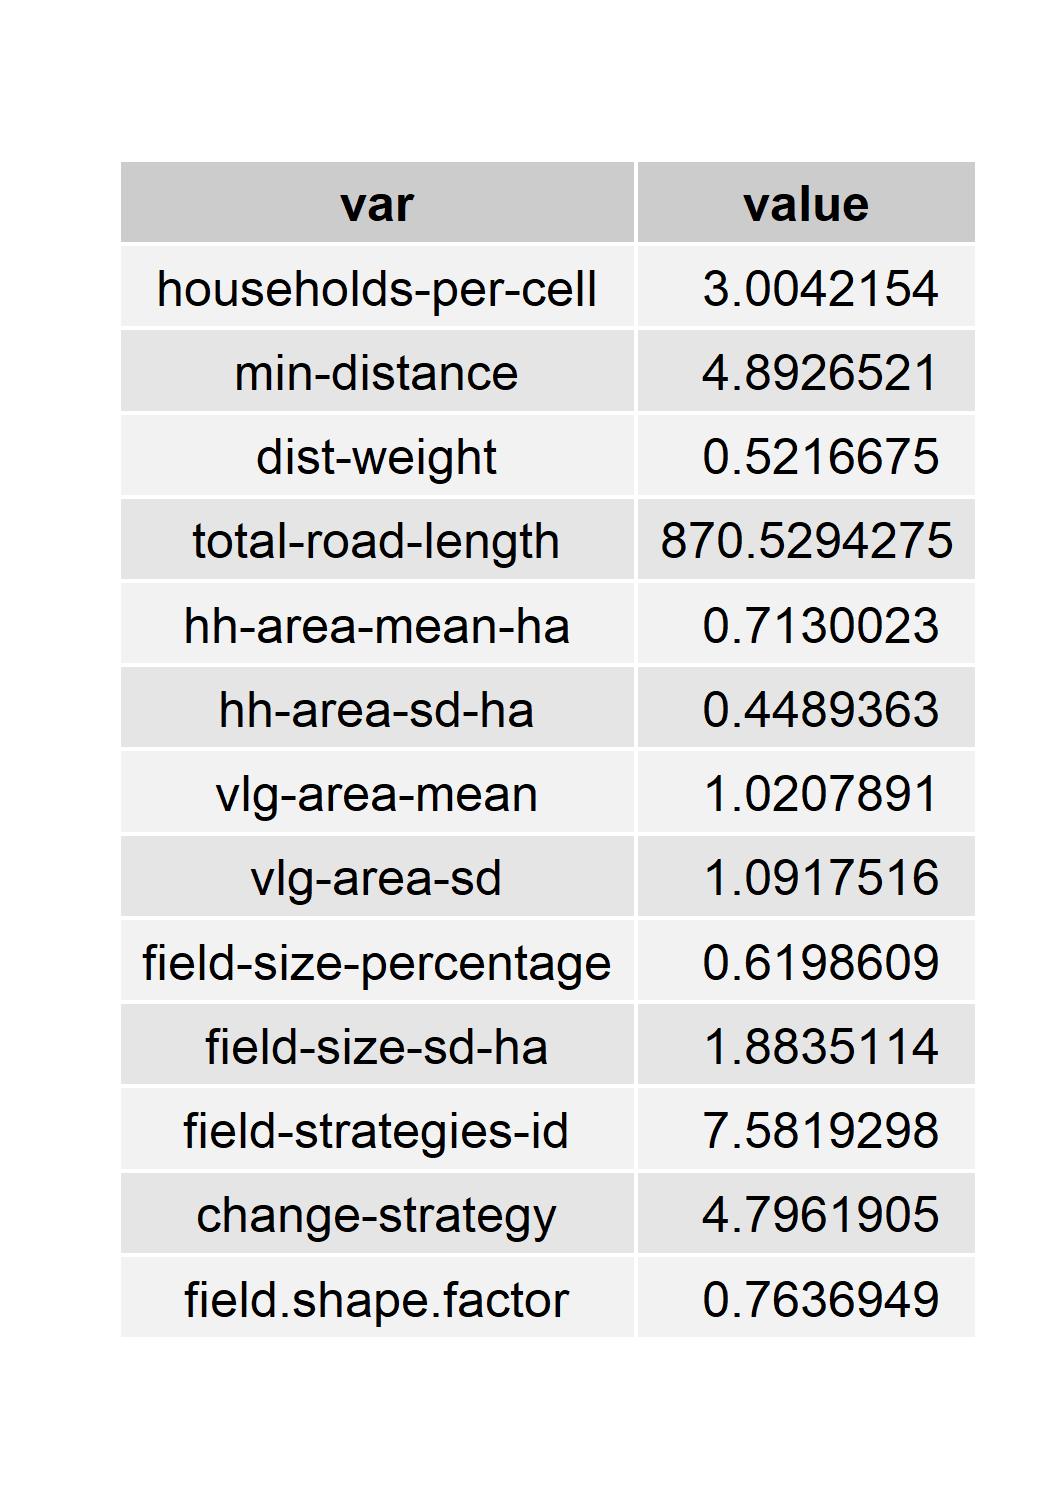 var value
households-per-cell 3.0042154
min-distance 4.8926521
dist-weight 0.5216675
total-road-length 870.5294275
hh-area-mean-ha 0.7130023
hh-area-sd-ha 0.4489363
vlg-area-mean 1.0207891
vlg-area-sd 1.0917516
field-size-percentage 0.6198609
field-size-sd-ha 1.8835114
field-strategies-id 7.5819298
change-strategy 4.7961905
field.shape.factor 0.7636949